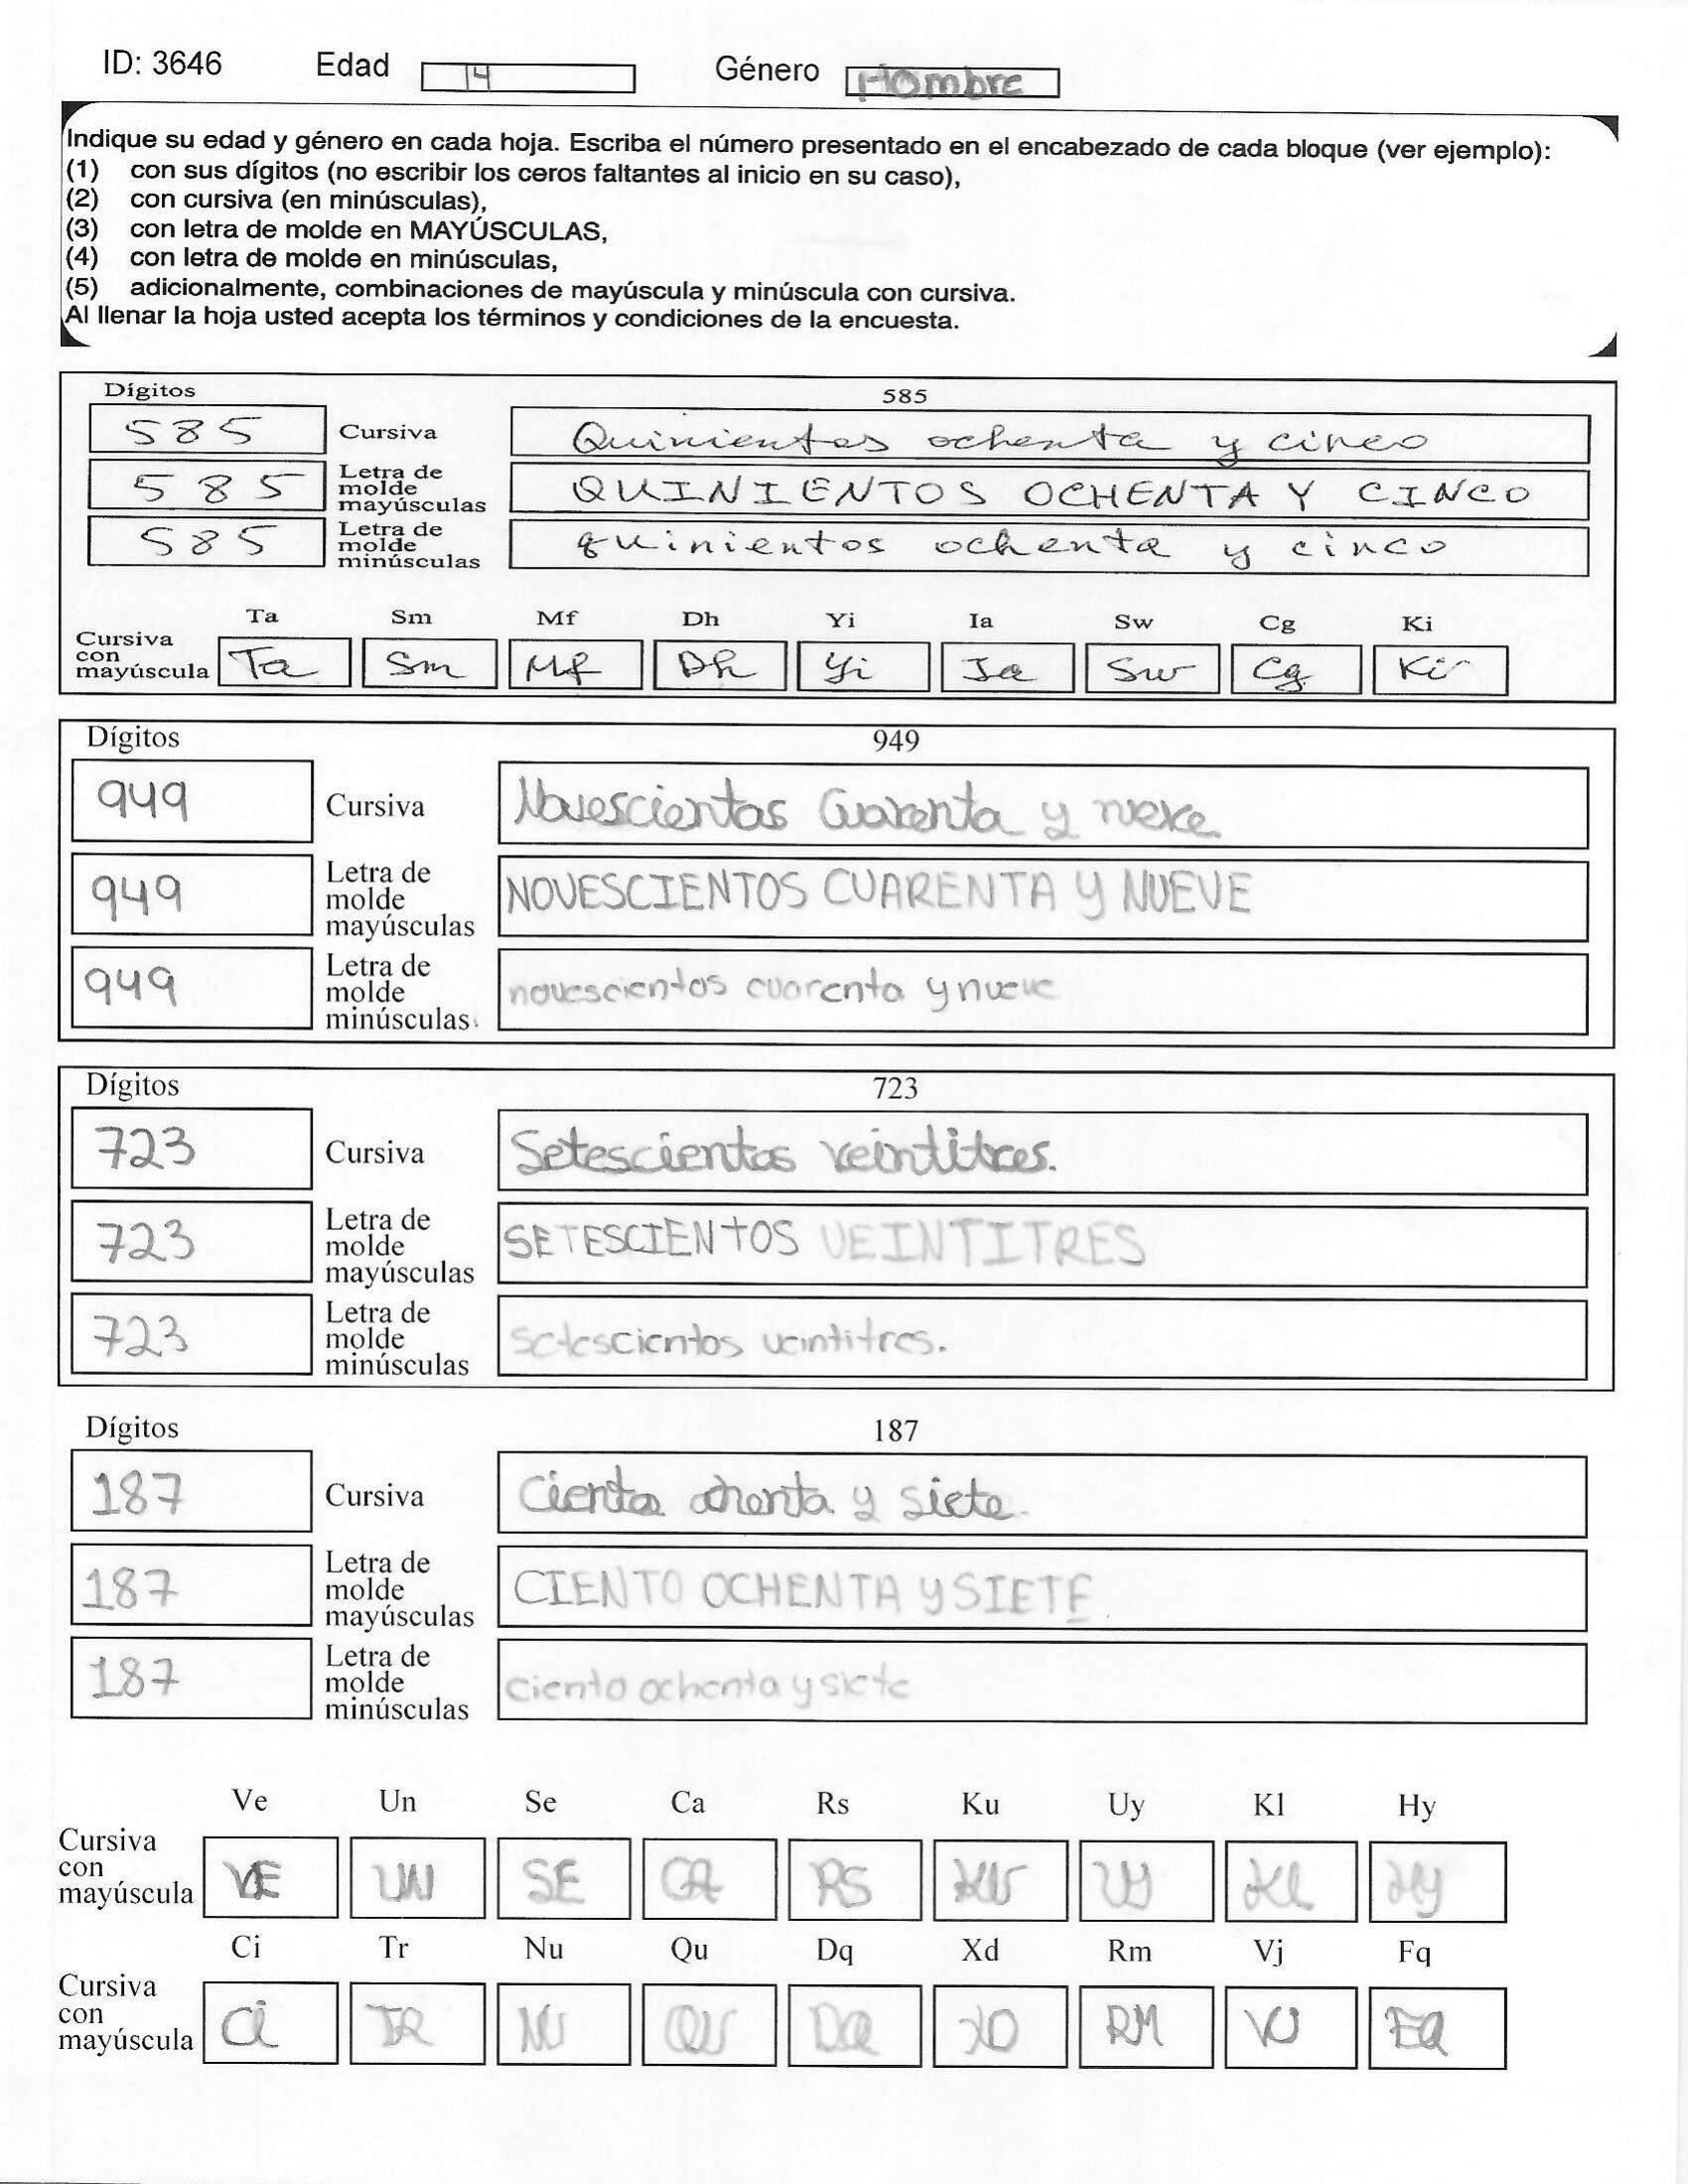 ID: 3646 Edad 14 Género Hombre
Indique su edad y género en cada hoja. Escriba el número presentado en el encabezado de cada bloque (ver ejemplo):
(1) con sus dígitos (no escribir los ceros faltantes al inicio en su caso),
(2) con cursiva (en minúsculas),
(3) con letra de molde en MAYÚSCULAS,
(4) con letra de molde en minúsculas,
(5) adicionalmente, combinaciones de mayúscula y minúscula con cursiva.
Al llenar la hoja usted acepta los términos y condiciones de la encuesta.
Dígitos 585
585 Cursiva Quinientos ochenta y cinco
585 Letra de molde mayúsculas QUINIENTOS OCHENTA Y CINCO
585 Letra de molde minúsculas quinientos ochenta y cinco
Ta Sm Mf Dh Yi Ia Sw Cg Ki
Cursiva con mayúscula Ta Sm Mf Dh Yi Ia Sw Cg Ki
Dígitos 949
949 Cursiva Novescientos Cuarenta y nueve.
949 Letra de molde mayúsculas NOVESCIENTOS CUARENTA Y NUEVE
949 Letra de molde minúsculas novescientos cuarenta y nueve
Dígitos 723
723 Cursiva Setescientos veintitres.
723 Letra de molde mayúsculas SETESCIENTOS VEINTITRES
723 Letra de molde minúsculas setescientos veintitres.
Dígitos 187
187 Cursiva Ciento ochenta y siete.
187 Letra de molde mayúsculas CIENTO OCHENTA Y SIETE
187 Letra de molde minúsculas ciento ochenta y siete
Ve Un Se Ca Rs Ku Uy Kl Hy
Cursiva con mayúscula VE UN SE CA RS KU UY Kl Hy
Ci Tr Nu Qu Dq Xd Rm Vj Fq
Cursiva con mayúscula Ci TR NU QU DQ XD RM VJ FQ